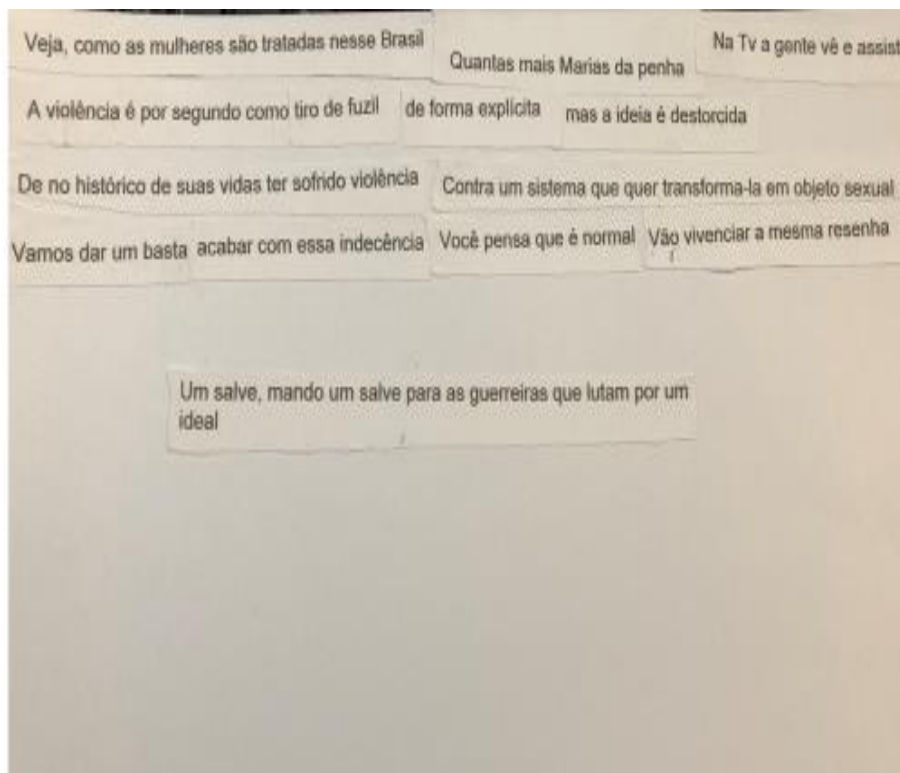 Veja, como as mulheres são tratadas nesse Brasil Quantas mais Marias da penha Na Tv a gente vê e assist
A violência é por segundo como tiro de fuzil de forma explícita mas a ideia é destorcida
De no histórico de suas vidas ter sofrido violência Contra um sistema que quer transforma-la em objeto sexual
Vamos dar um basta acabar com essa indecência Você pensa que é normal Vão vivenciar a mesma resenha
Um salve, mando um salve para as guerreiras que lutam por um
ideal